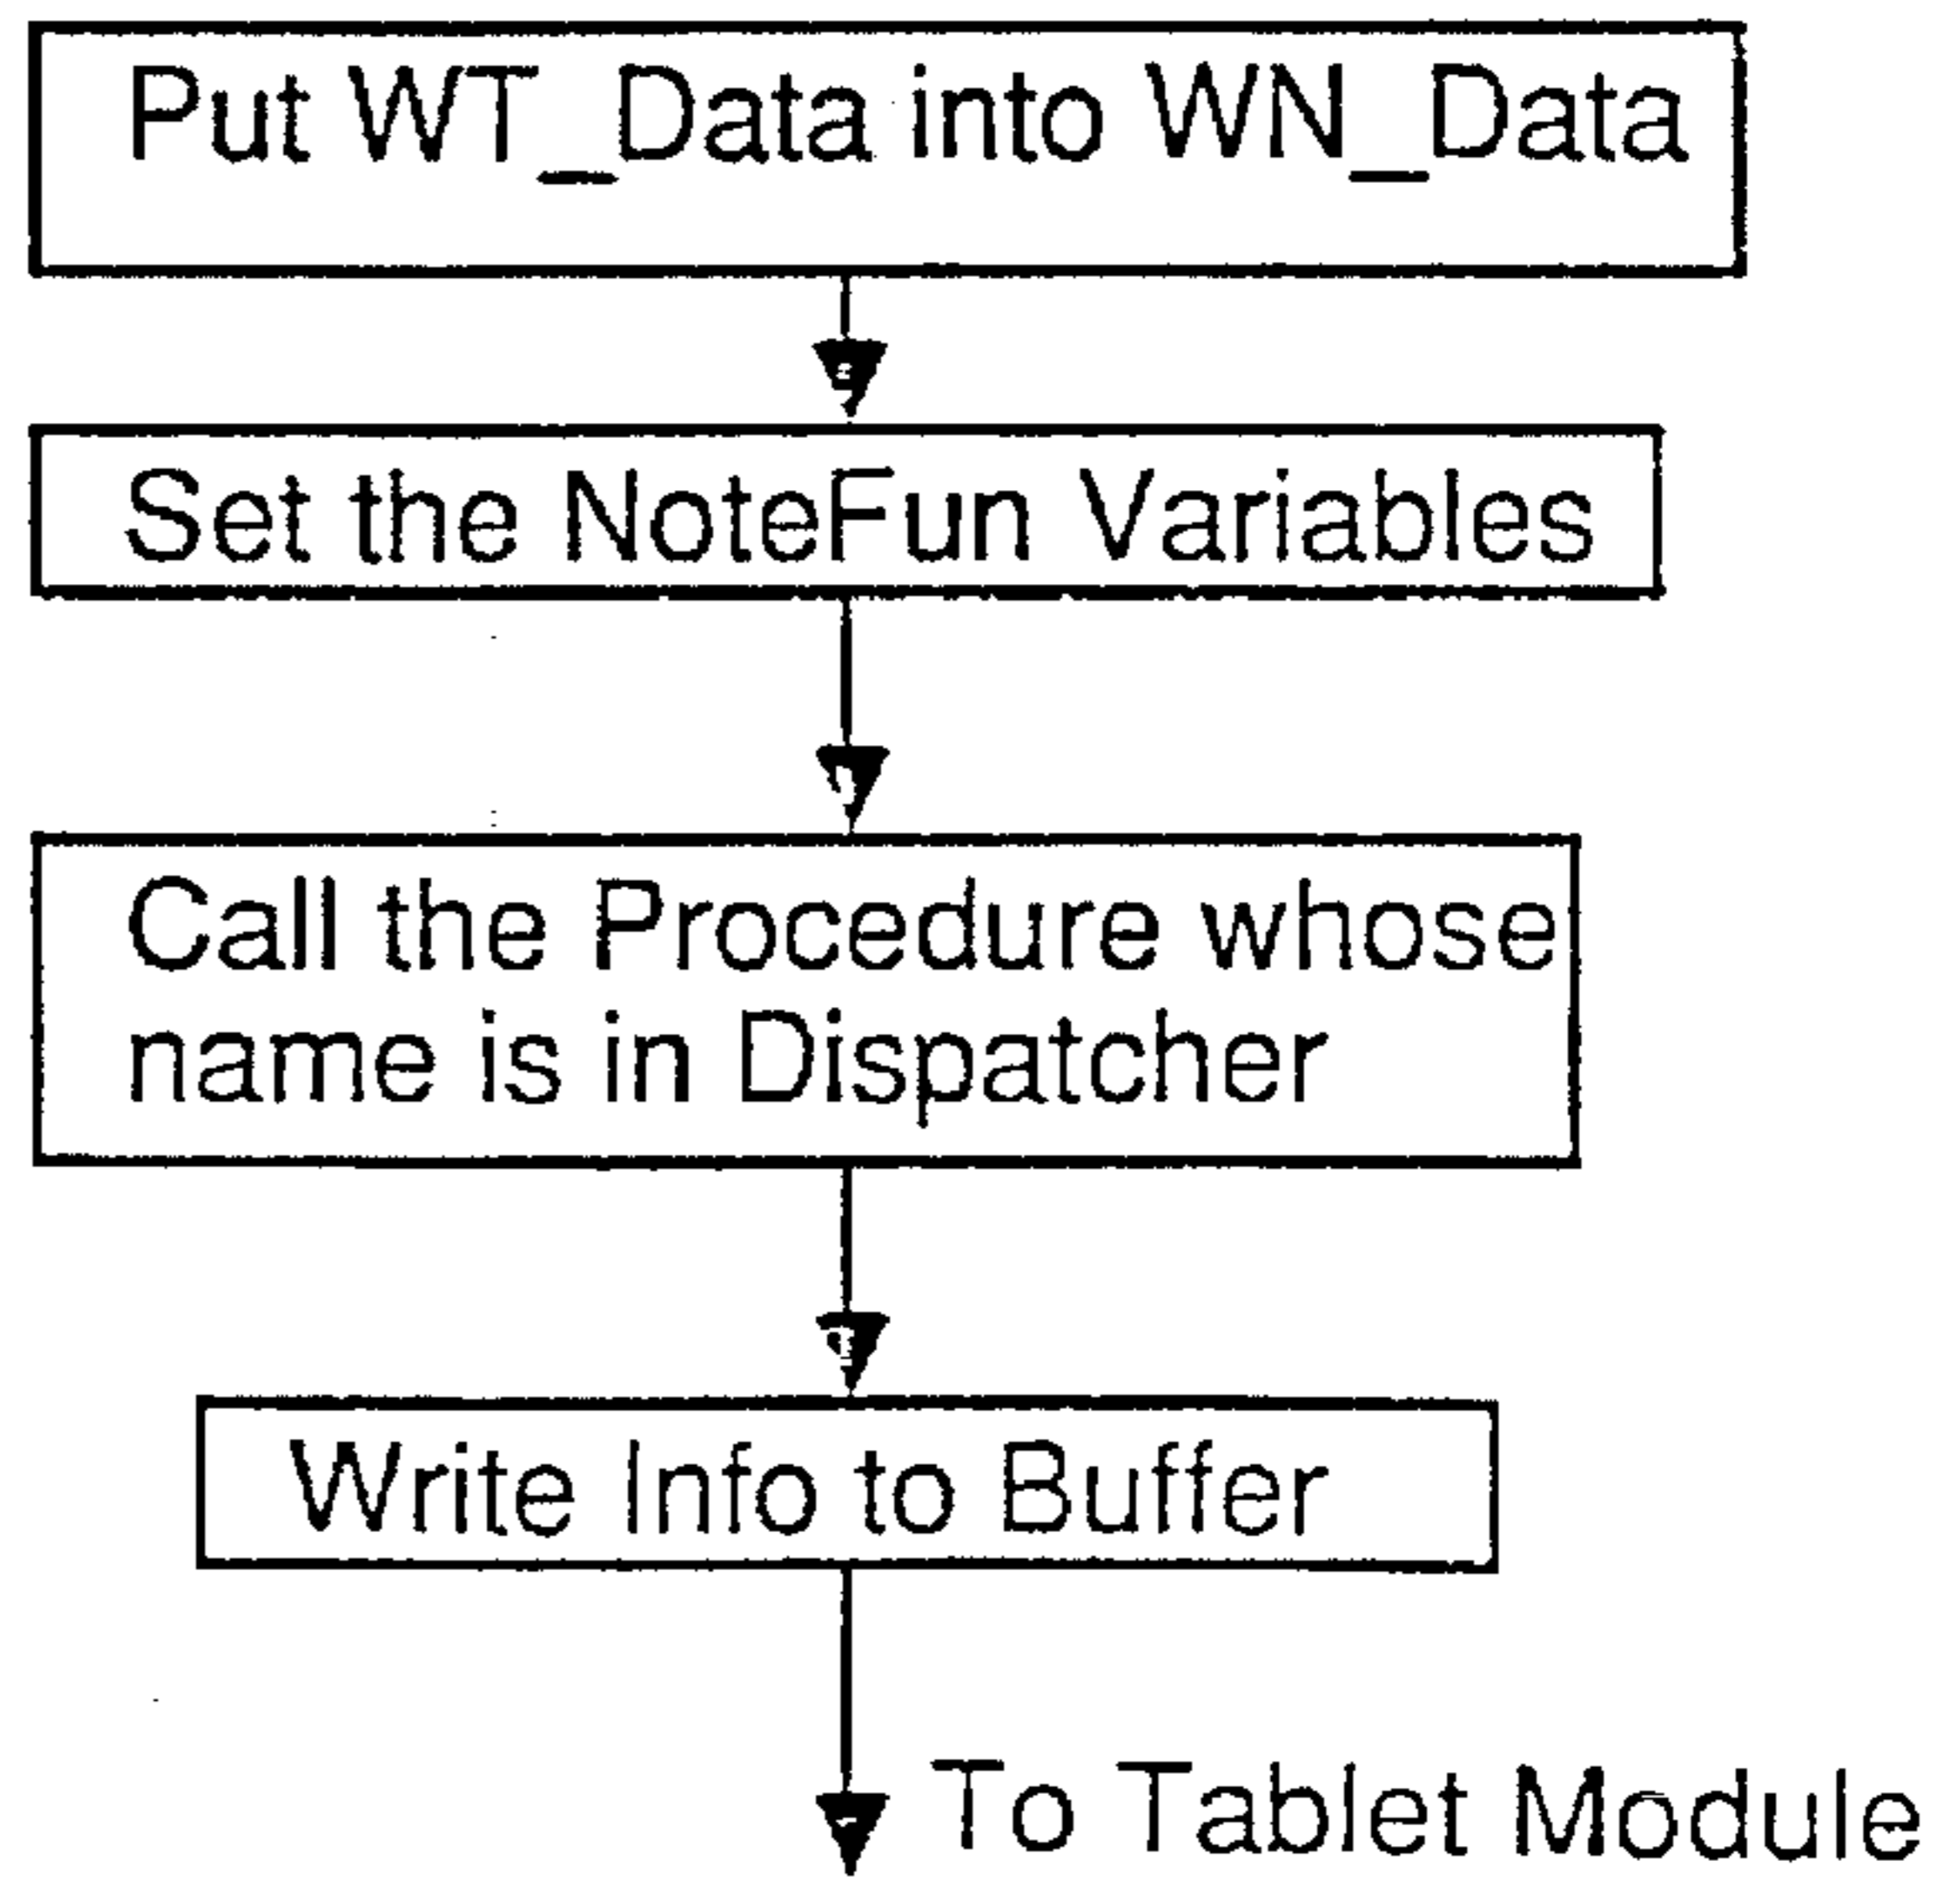 Put WT_Data into WN_Data
Set the NoteFun Variables
Call the Procedure whose
name is in Dispatcher
Write Info to Buffer
To Tablet Module